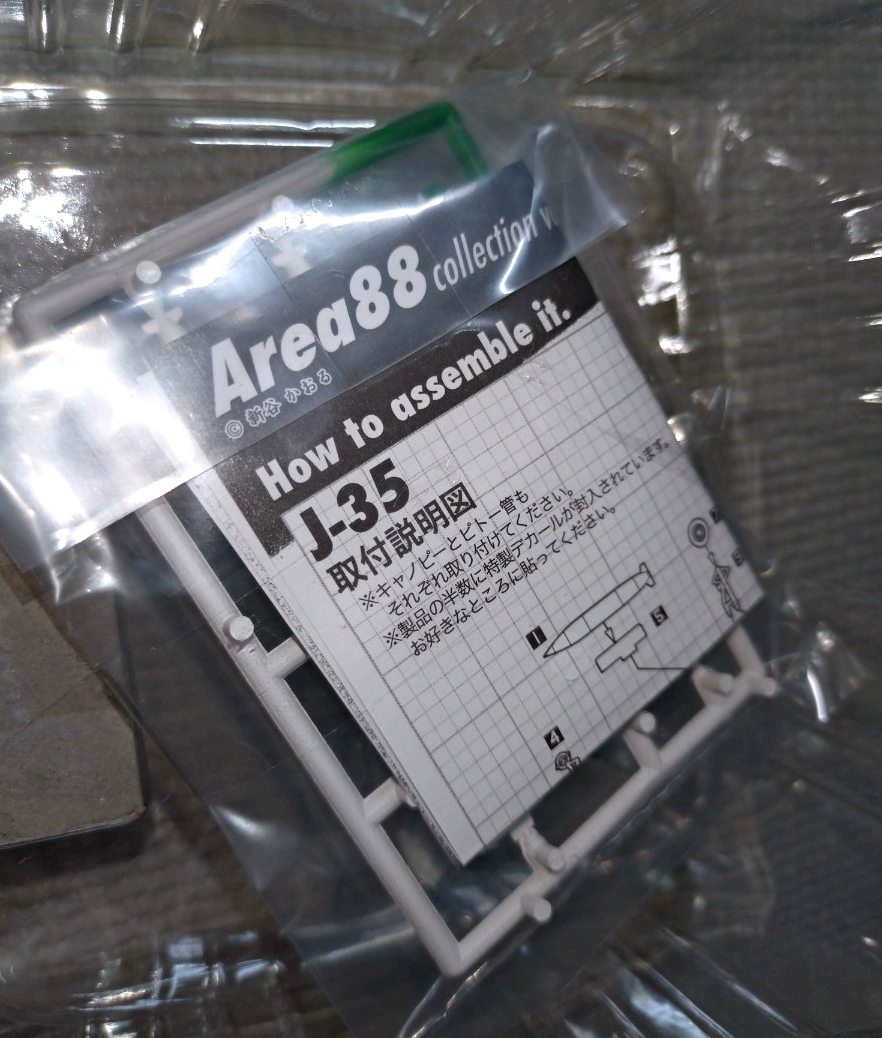 Area88 collection
© 新谷かおる
How to assemble it.
J-35
取付説明図
※キャノピーとピトー管も
それぞれ取り付けてください。
※製品の半数に特製デカールが封入されています。
お好きなところに貼ってください。
1
5
4